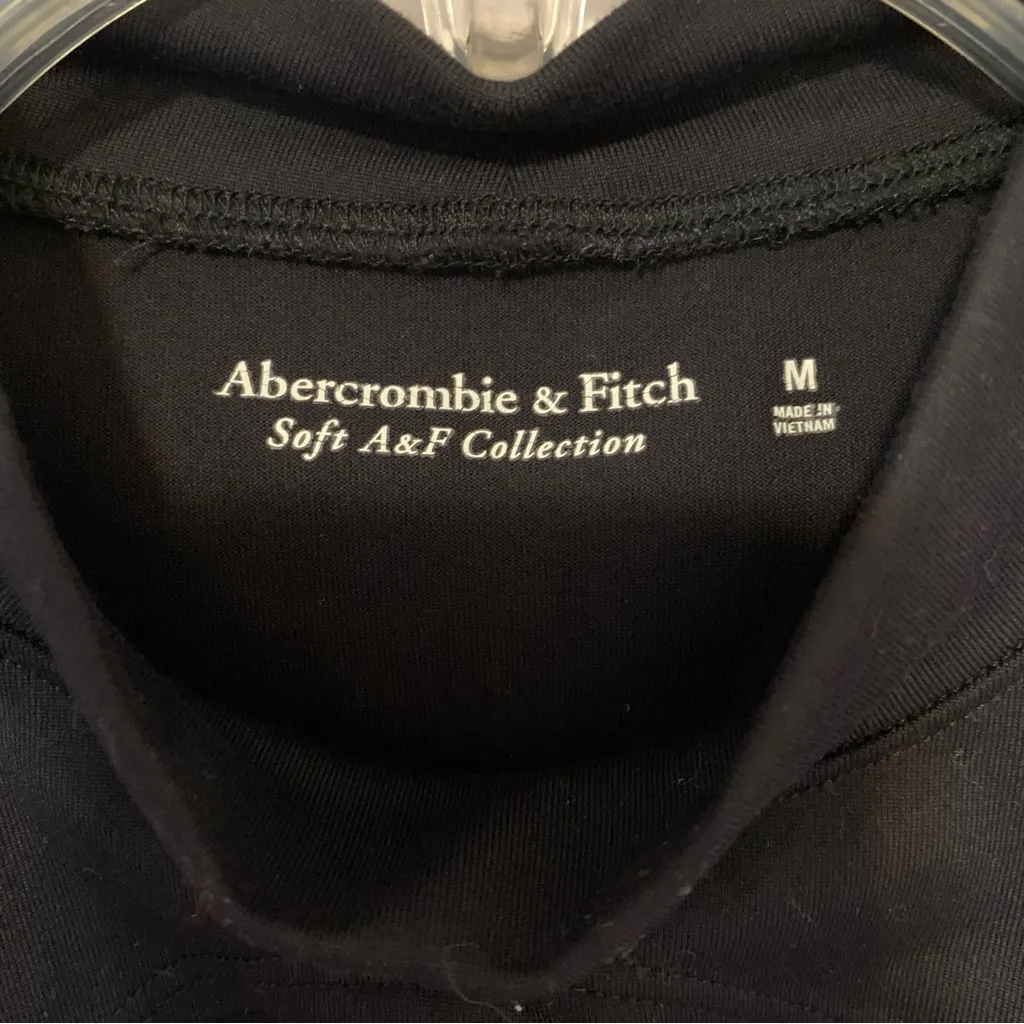 Abercrombie & Fitch
Soft A&F Collection
M
MADE IN
VIETNAM